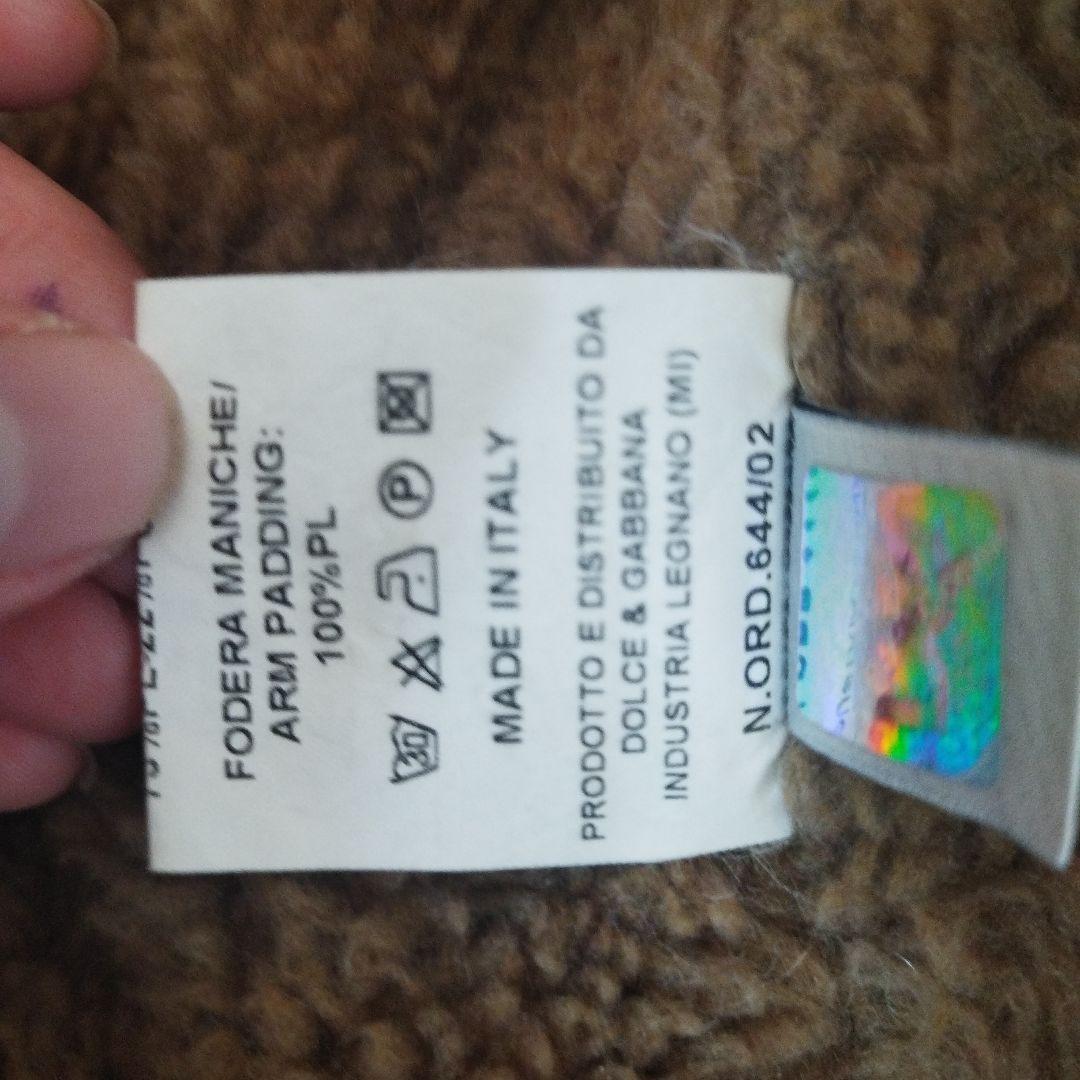 FODERA MANICHE/
ARM PADDING:
100%PL
30
P
MADE IN ITALY
PRODOTTO E DISTRIBUITO DA
DOLCE & GABBANA
INDUSTRIA LEGNANO (MI)
N.ORD.644/02